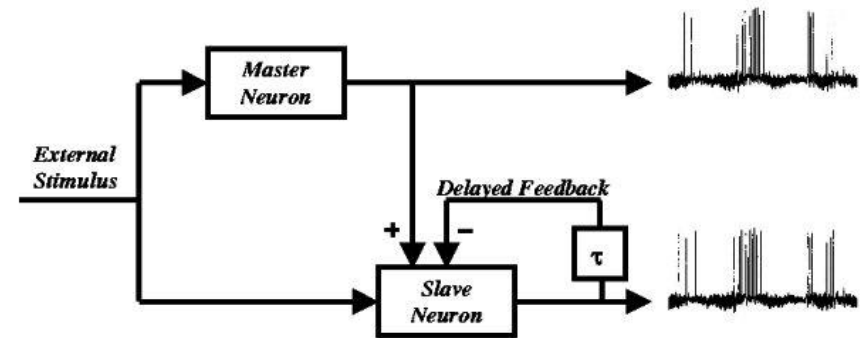 Master
Neuron
External
Stimulus
Delayed Feedback
+
−
τ
Slave
Neuron